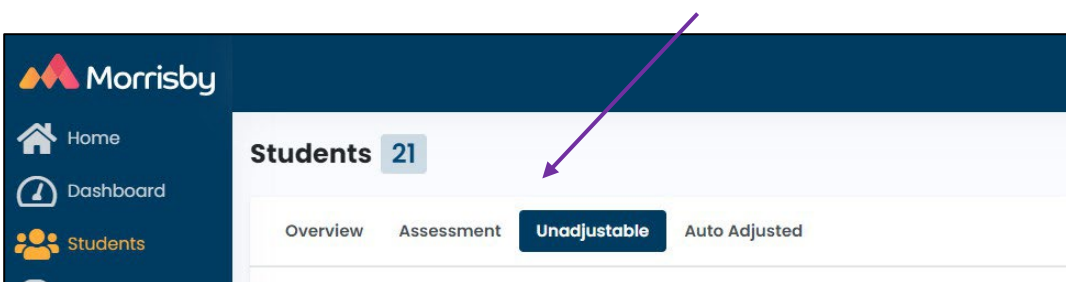 Morrisby
Home
Dashboard
Students
Students 21
Overview Assessment Unadjustable Auto Adjusted